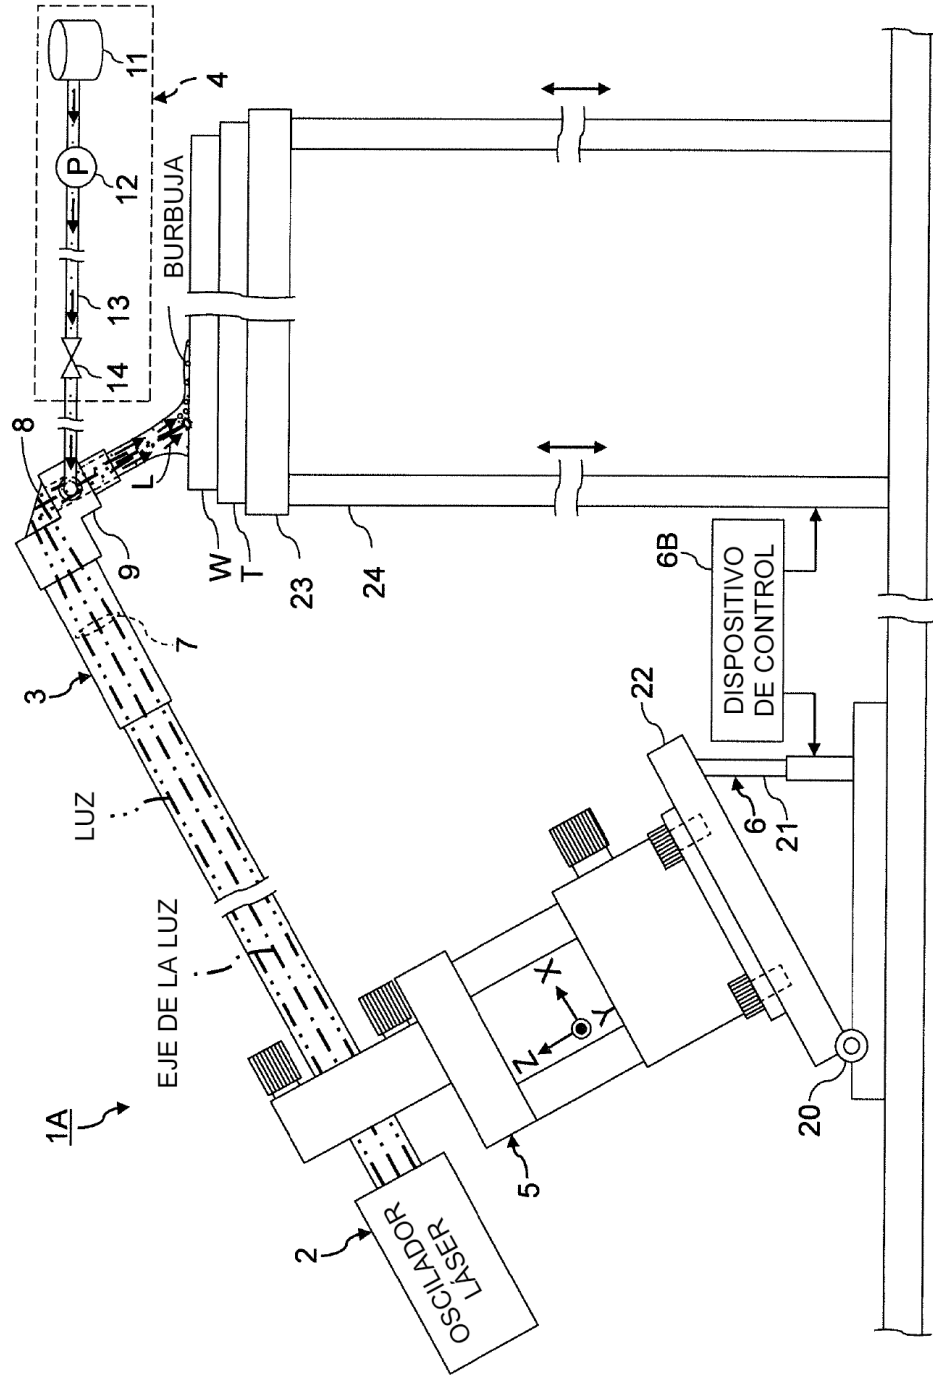 1A
2
OSCILADOR
LÁSER
EJE DE LA LUZ
LUZ
3
7
9
8
14
13
12
P
11
4
L
BURBUJA
W
T
23
24
5
Z
X
Y
20
22
6
21
6B
DISPOSITIVO
DE CONTROL